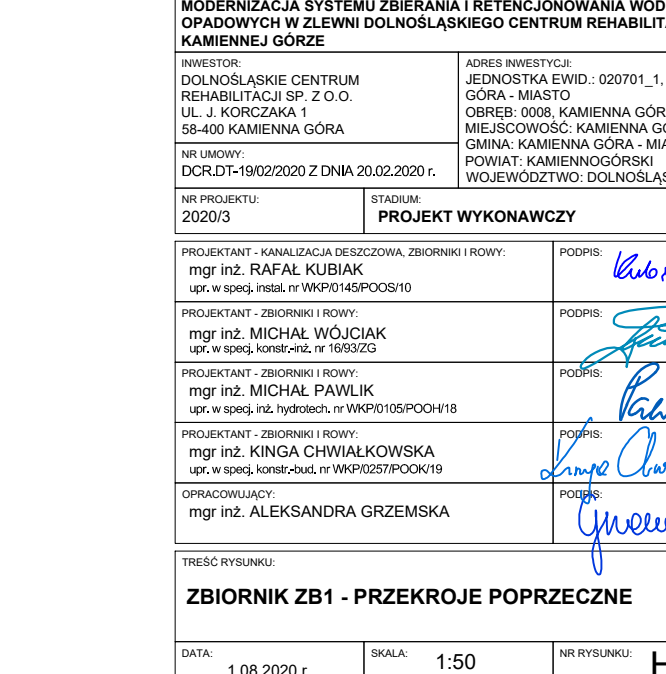 MODERNIZACJA SYSTEMU ZBIERANIA I RETENCJONOWANIA WÓD
OPADOWYCH W ZLEWNI DOLNOŚLĄSKIEGO CENTRUM
KAMIENNEJ GÓRZE
INWESTOR:
DOLNOŚLĄSKIE CENTRUM
REHABILITACJI SP. Z O.O.
UL. J. KORCZAKA 1
58-400 KAMIENNA GÓRA
ADRES INWESTYCJI:
JEDNOSTKA EWID.: 020701_1,
GÓRA - MIASTO
OBRĘB: 0008, KAMIENNA
MIEJSCOWOŚĆ: KAMIENNA
GMINA: KAMIENNA GÓRA -
POWIAT: KAMIENNOGÓRSKI
WOJEWÓDZTWO:
NR UMOWY:
DCR.DT-19/02/2020 Z DNIA 20.02.2020 r.
NR PROJEKTU:
2020/3
STADIUM:
PROJEKT WYKONAWCZY
PROJEKTANT - KANALIZACJA DESZCZOWA, ZBIORNIKI I ROWY:
mgr inż. RAFAŁ KUBIAK
upr. w specj. instal. nr WKP/0145/POOS/10
PODPIS:
PROJEKTANT - ZBIORNIKI I ROWY:
mgr inż. MICHAŁ WÓJCIAK
upr. w specj. konstr.-inż. nr 16/93/ZG
PODPIS:
PROJEKTANT - ZBIORNIKI I ROWY:
mgr inż. MICHAŁ PAWLIK
upr. w specj. inż. hydrotech. nr WKP/0105/POOH/18
PODPIS:
PROJEKTANT - ZBIORNIKI I ROWY:
mgr inż. KINGA CHWIAŁKOWSKA
upr. w specj. konstr.-bud. nr WKP/0257/POOK/19
PODPIS:
OPRACOWUJĄCY:
mgr inż. ALEKSANDRA GRZEMSKA
PODPIS:
TREŚĆ RYSUNKU:
ZBIORNIK ZB1 - PRZEKROJE POPRZECZNE
DATA:
1.08.2020 r.
SKALA:
1:50
NR RYSUNKU: